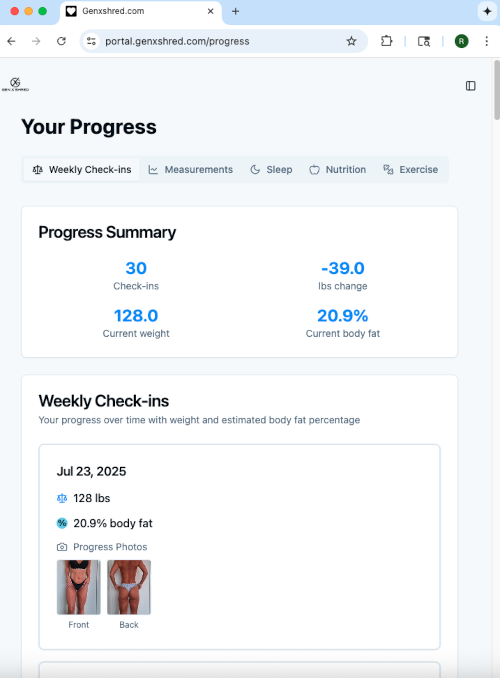 Genxshred.com
portal.genxshred.com/progress
R
GEN X SHRED
Your Progress
Weekly Check-ins
Measurements
Sleep
Nutrition
Exercise
Progress Summary
30
-39.0
Check-ins
lbs change
128.0
20.9%
Current weight
Current body fat
Weekly Check-ins
Your progress over time with weight and estimated body fat percentage
Jul 23, 2025
128 lbs
% 20.9% body fat
Progress Photos
Front
Back